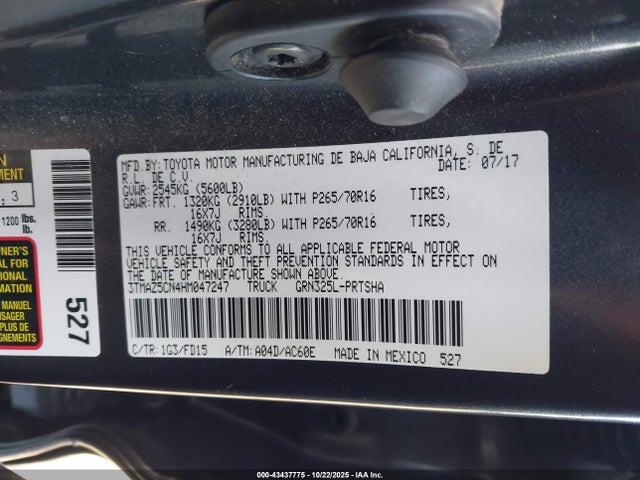 MFD.BY: TOYOTA MOTOR MANUFACTURING DE BAJA CALIFORNIA, S. DE
R.L. DE C.V. DATE: 07/17
GVWR: 2545KG (5600LB)
GAWR: FRT. 1320KG (2910LB) WITH P265/70R16 TIRES,
16X7J RIMS,
RR. 1490KG (3280LB) WITH P265/70R16 TIRES,
16X7J RIMS,
THIS VEHICLE CONFORMS TO ALL APPLICABLE FEDERAL MOTOR
VEHICLE SAFETY AND THEFT PREVENTION STANDARDS IN EFFECT ON
THE DATE OF MANUFACTURE SHOWN ABOVE.
3TMAZ5CN4HM047247 TRUCK GRN325L-PRTSHA
C/TR: 1G3/FD15 A/TM: A04D/AC60E MADE IN MEXICO 527
527
1200 lbs.
000-43437775 - 10/22/2025 - IAA Inc.